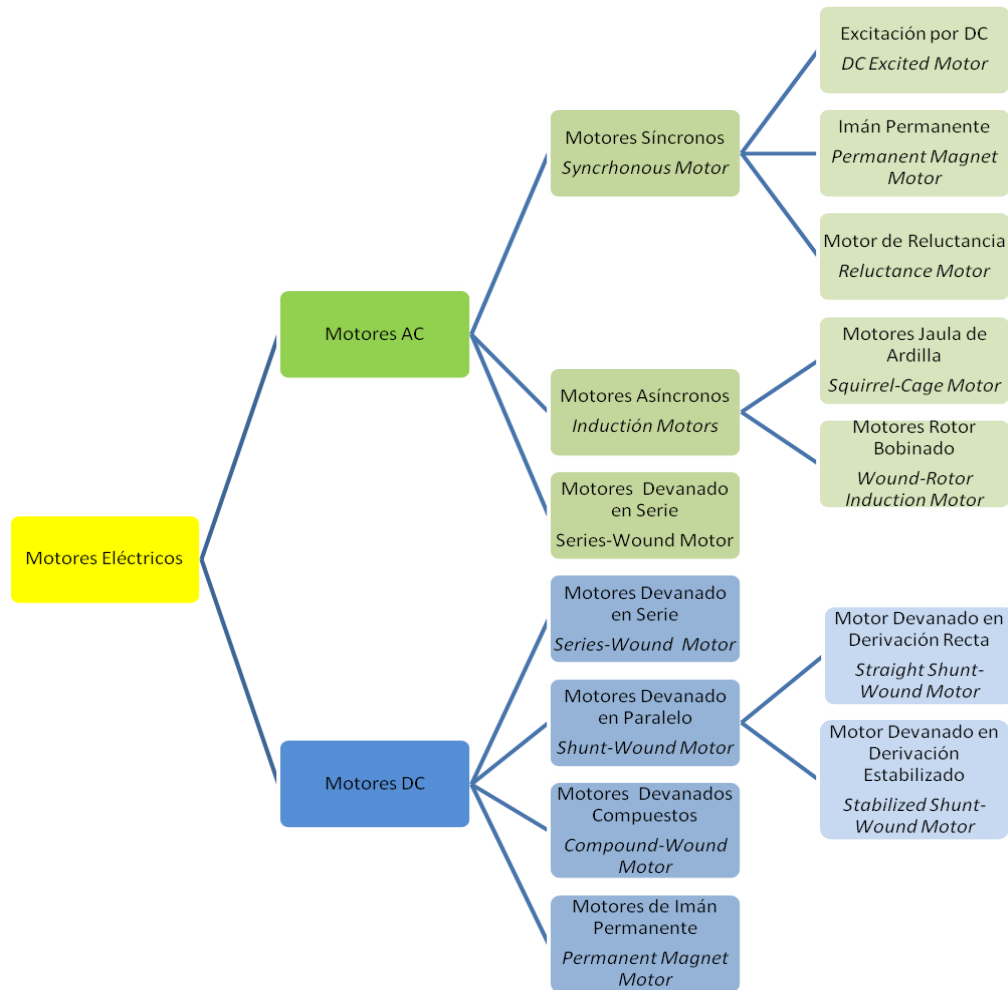 Motores Eléctricos
Motores AC
Motores Síncronos
Syncrhonous Motor
Excitación por DC
DC Excited Motor
Imán Permanente
Permanent Magnet
Motor
Motor de Reluctancia
Reluctance Motor
Motores Asíncronos
Inductión Motors
Motores Jaula de
Ardilla
Squirrel-Cage Motor
Motores Rotor
Bobinado
Wound-Rotor
Induction Motor
Motores Devanado
en Serie
Series-Wound Motor
Motores DC
Motores Devanado
en Serie
Series-Wound Motor
Motores Devanado
en Paralelo
Shunt-Wound Motor
Motor Devanado en
Derivación Recta
Straight Shunt-
Wound Motor
Motor Devanado en
Derivación
Estabilizado
Stabilized Shunt-
Wound Motor
Motores Devanados
Compuestos
Compound-Wound
Motor
Motores de Imán
Permanente
Permanent Magnet
Motor